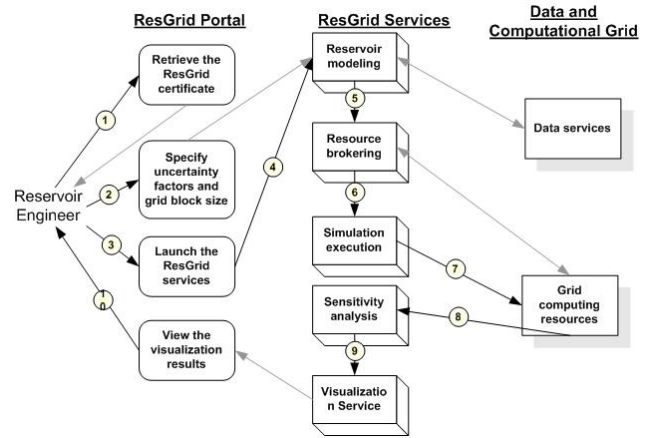 ResGrid Portal
ResGrid Services
Data and
Computational Grid
Retrieve the
ResGrid
certificate
Reservoir
modeling
1
5
Data services
Specify
uncertainty
factors and
grid block size
Resource
brokering
4
Reservoir
Engineer
2
6
3
Launch the
ResGrid
services
Simulation
execution
7
Grid
computing
resources
10
Sensitivity
analysis
8
View the
visualization
results
9
Visualizatio
n Service